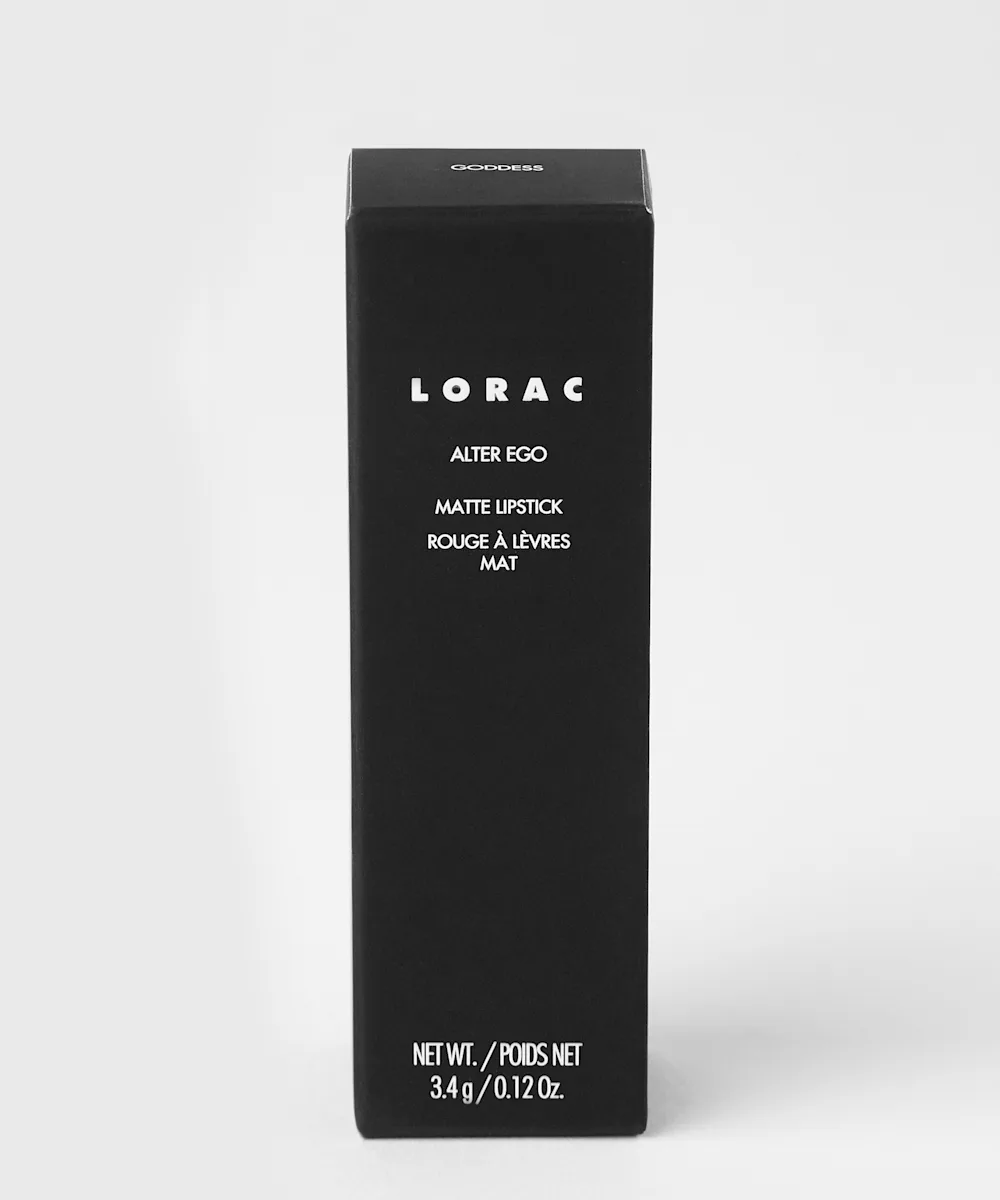 GODDESS
LORAC
ALTER EGO
MATTE LIPSTICK
ROUGE À LÈVRES
MAT
NET WT. / POIDS NET
3.4 g / 0.12 Oz.